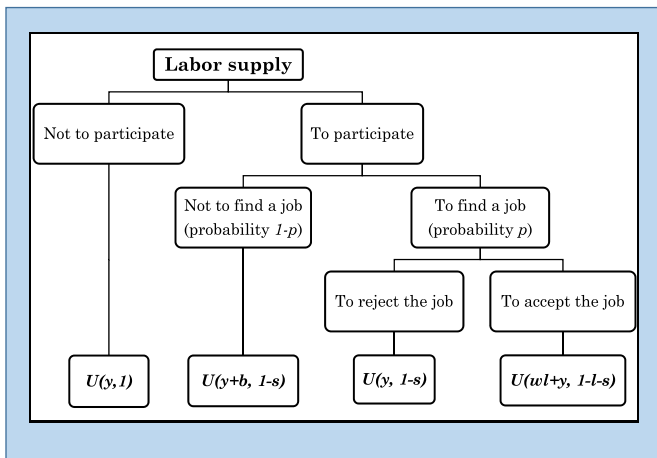 Labor supply
Not to participate
To participate
Not to find a job
(probability 1-p)
To find a job
(probability p)
To reject the job
To accept the job
U(y,1)
U(y+b, 1-s)
U(y, 1-s)
U(wl+y, 1-l-s)